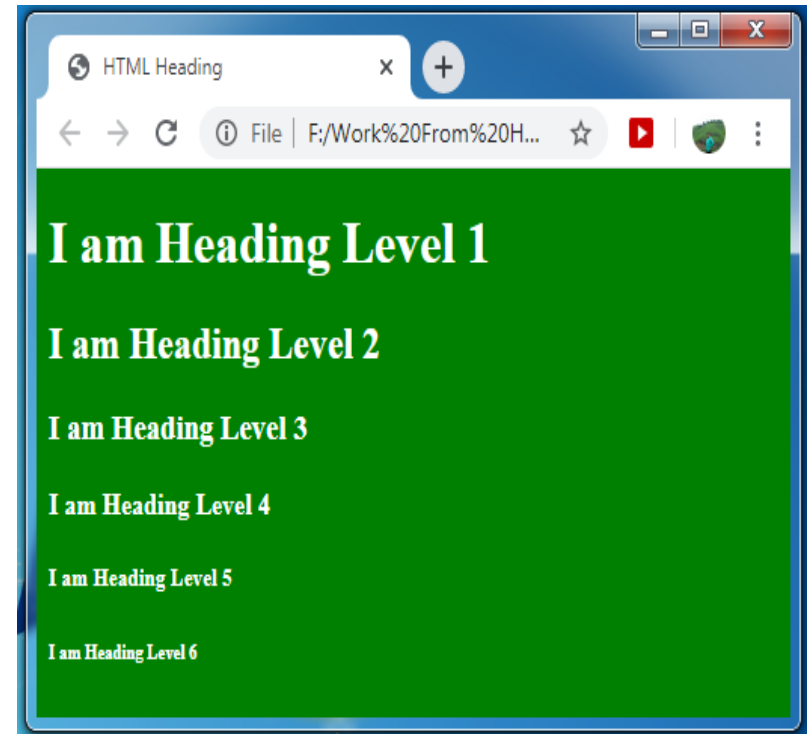 HTML Heading
File F:/Work%20From%20H...
I am Heading Level 1
I am Heading Level 2
I am Heading Level 3
I am Heading Level 4
I am Heading Level 5
I am Heading Level 6